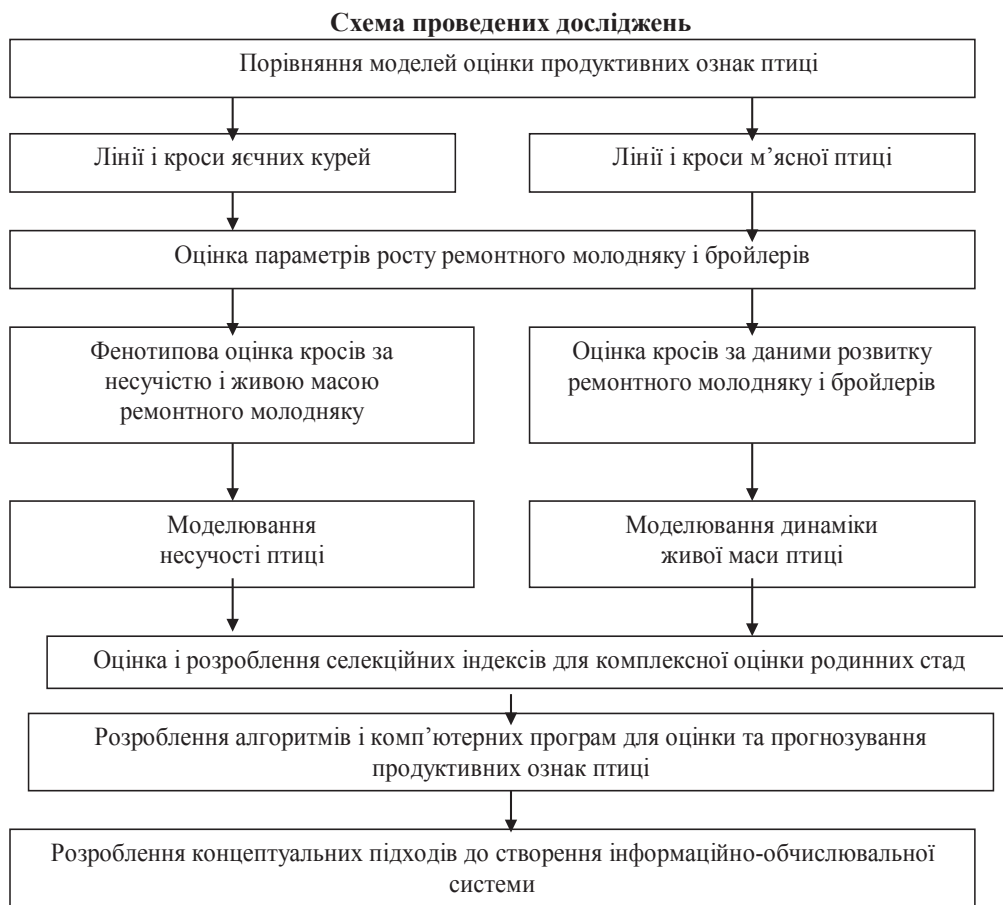 Схема проведених досліджень
Порівняння моделей оцінки продуктивних ознак птиці
Лінії і кроси яєчних курей
Лінії і кроси м’ясної птиці
Оцінка параметрів росту ремонтного молодняку і бройлерів
Фенотипова оцінка кросів за
несучістю і живою масою
ремонтного молодняку
Оцінка кросів за даними розвитку
ремонтного молодняку і бройлерів
Моделювання
несучості птиці
Моделювання динаміки
живої маси птиці
Оцінка і розроблення селекційних індексів для комплексної оцінки родинних стад
Розроблення алгоритмів і комп’ютерних програм для оцінки та прогнозування
продуктивних ознак птиці
Розроблення концептуальних підходів до створення інформаційно-обчислювальної
системи